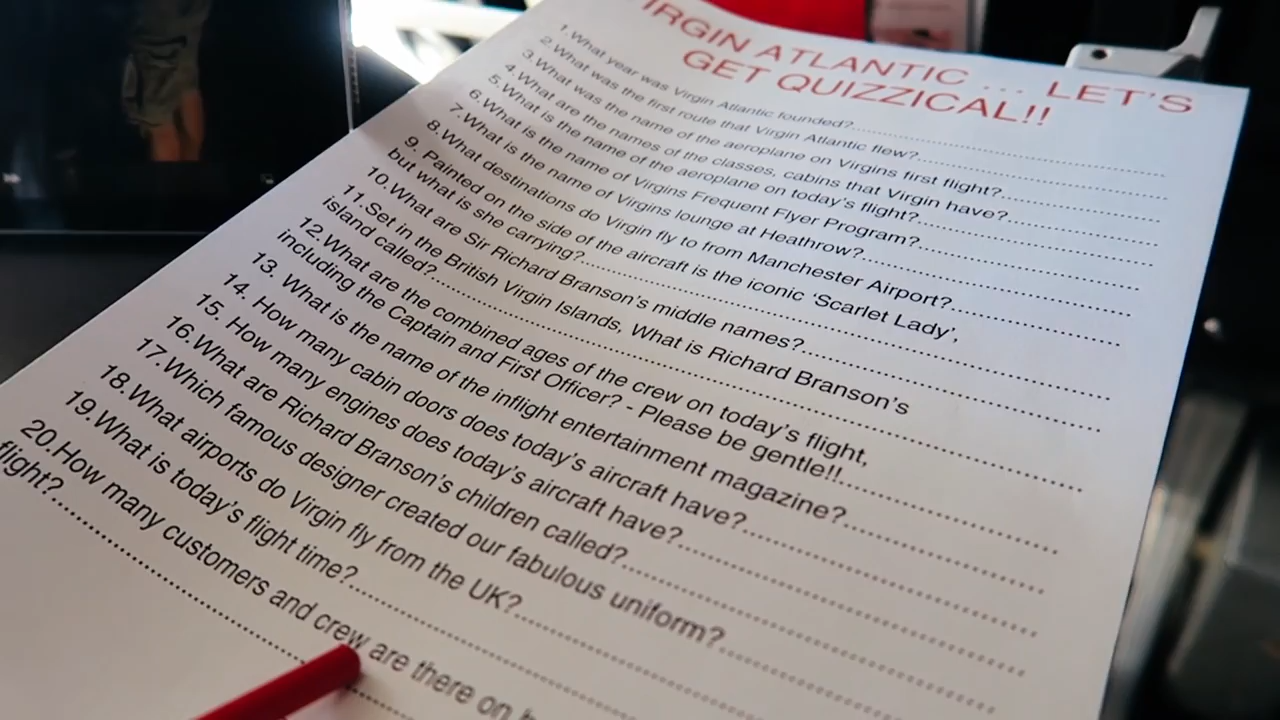 IRGIN ATLANTIC ... LET'S
GET QUIZZICAL!!
1.What year was Virgin Atlantic founded?
2. What was the first route that Virgin Atlantic flew?
3.What was the name of the aeroplane on Virgins first flight?
4.What are the names of the classes, cabins that Virgin have?
5.What is the name of the aeroplane on today's flight?
6.What is the name of Virgins Frequent Flyer Program?
7.What is the name of Virgins lounge at Heathrow?
8.What destinations do Virgin fly to from Manchester Airport?
9. Painted on the side of the aircraft is the iconic 'Scarlet Lady',
but what is she carrying?
10.What are Sir Richard Branson's middle names?
11.Set in the British Virgin Islands, What is Richard Branson's
island called?
12.What are the combined ages of the crew on today's flight,
including the Captain and First Officer? - Please be gentle!!
13. What is the name of the inflight entertainment magazine?
14. How many cabin doors does today's aircraft have?
15. How many engines does today's aircraft have?
16.What are Richard Branson's children called?
17.Which famous designer created our fabulous uniform?
18.What airports do Virgin fly from the UK?
19.What is today's flight time?
20.How many customers and crew are there on
flight?